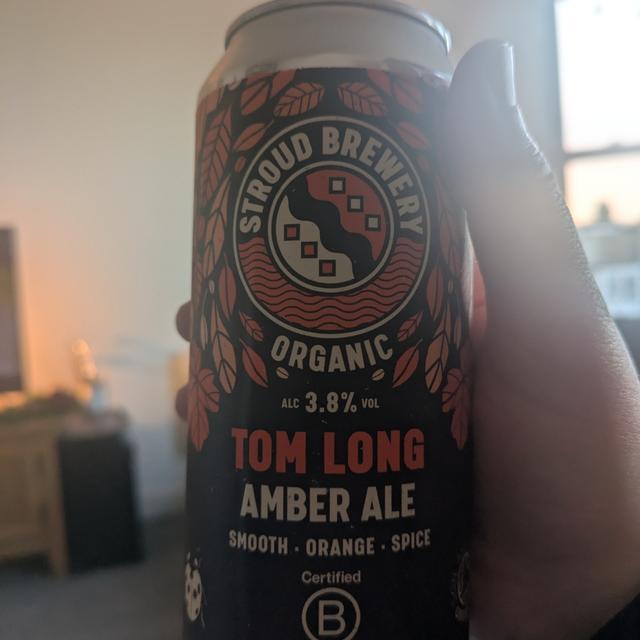 STROUD BREWERY
ORGANIC
ALC 3.8% VOL
TOM LONG
AMBER ALE
SMOOTH · ORANGE · SPICE
Certified
B